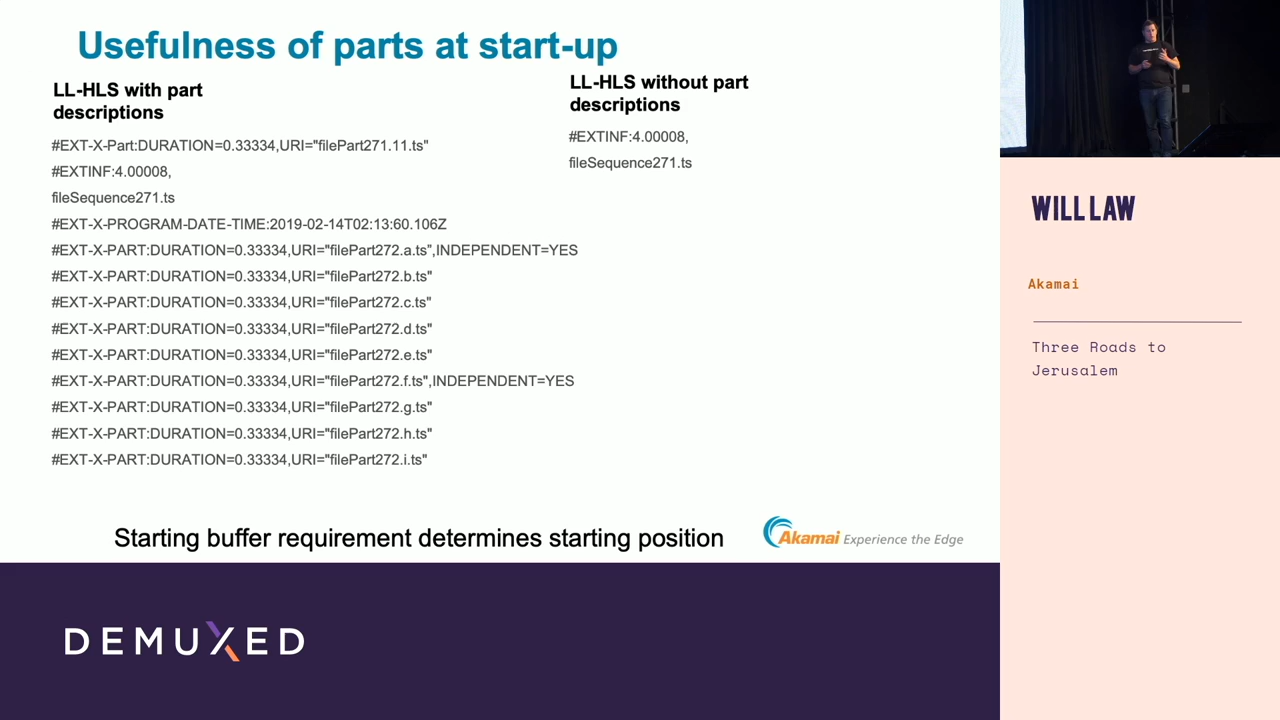 Usefulness of parts at start-up
LL-HLS with part
descriptions
#EXT-X-Part:DURATION=0.33334,URI="filePart271.11.ts"
#EXTINF:4.00008,
fileSequence271.ts
#EXT-X-PROGRAM-DATE-TIME:2019-02-14T02:13:60.106Z
#EXT-X-PART:DURATION=0.33334,URI="filePart272.a.ts",INDEPENDENT=YES
#EXT-X-PART:DURATION=0.33334,URI="filePart272.b.ts"
#EXT-X-PART:DURATION=0.33334,URI="filePart272.c.ts"
#EXT-X-PART:DURATION=0.33334,URI="filePart272.d.ts"
#EXT-X-PART:DURATION=0.33334,URI="filePart272.e.ts"
#EXT-X-PART:DURATION=0.33334,URI="filePart272.f.ts",INDEPENDENT=YES
#EXT-X-PART:DURATION=0.33334,URI="filePart272.g.ts"
#EXT-X-PART:DURATION=0.33334,URI="filePart272.h.ts"
#EXT-X-PART:DURATION=0.33334,URI="filePart272.i.ts"
LL-HLS without part
descriptions
#EXTINF:4.00008,
fileSequence271.ts
Starting buffer requirement determines starting position
Akamai Experience the Edge
DEMUXED
WILL LAW
Akamai
Three Roads to
Jerusalem